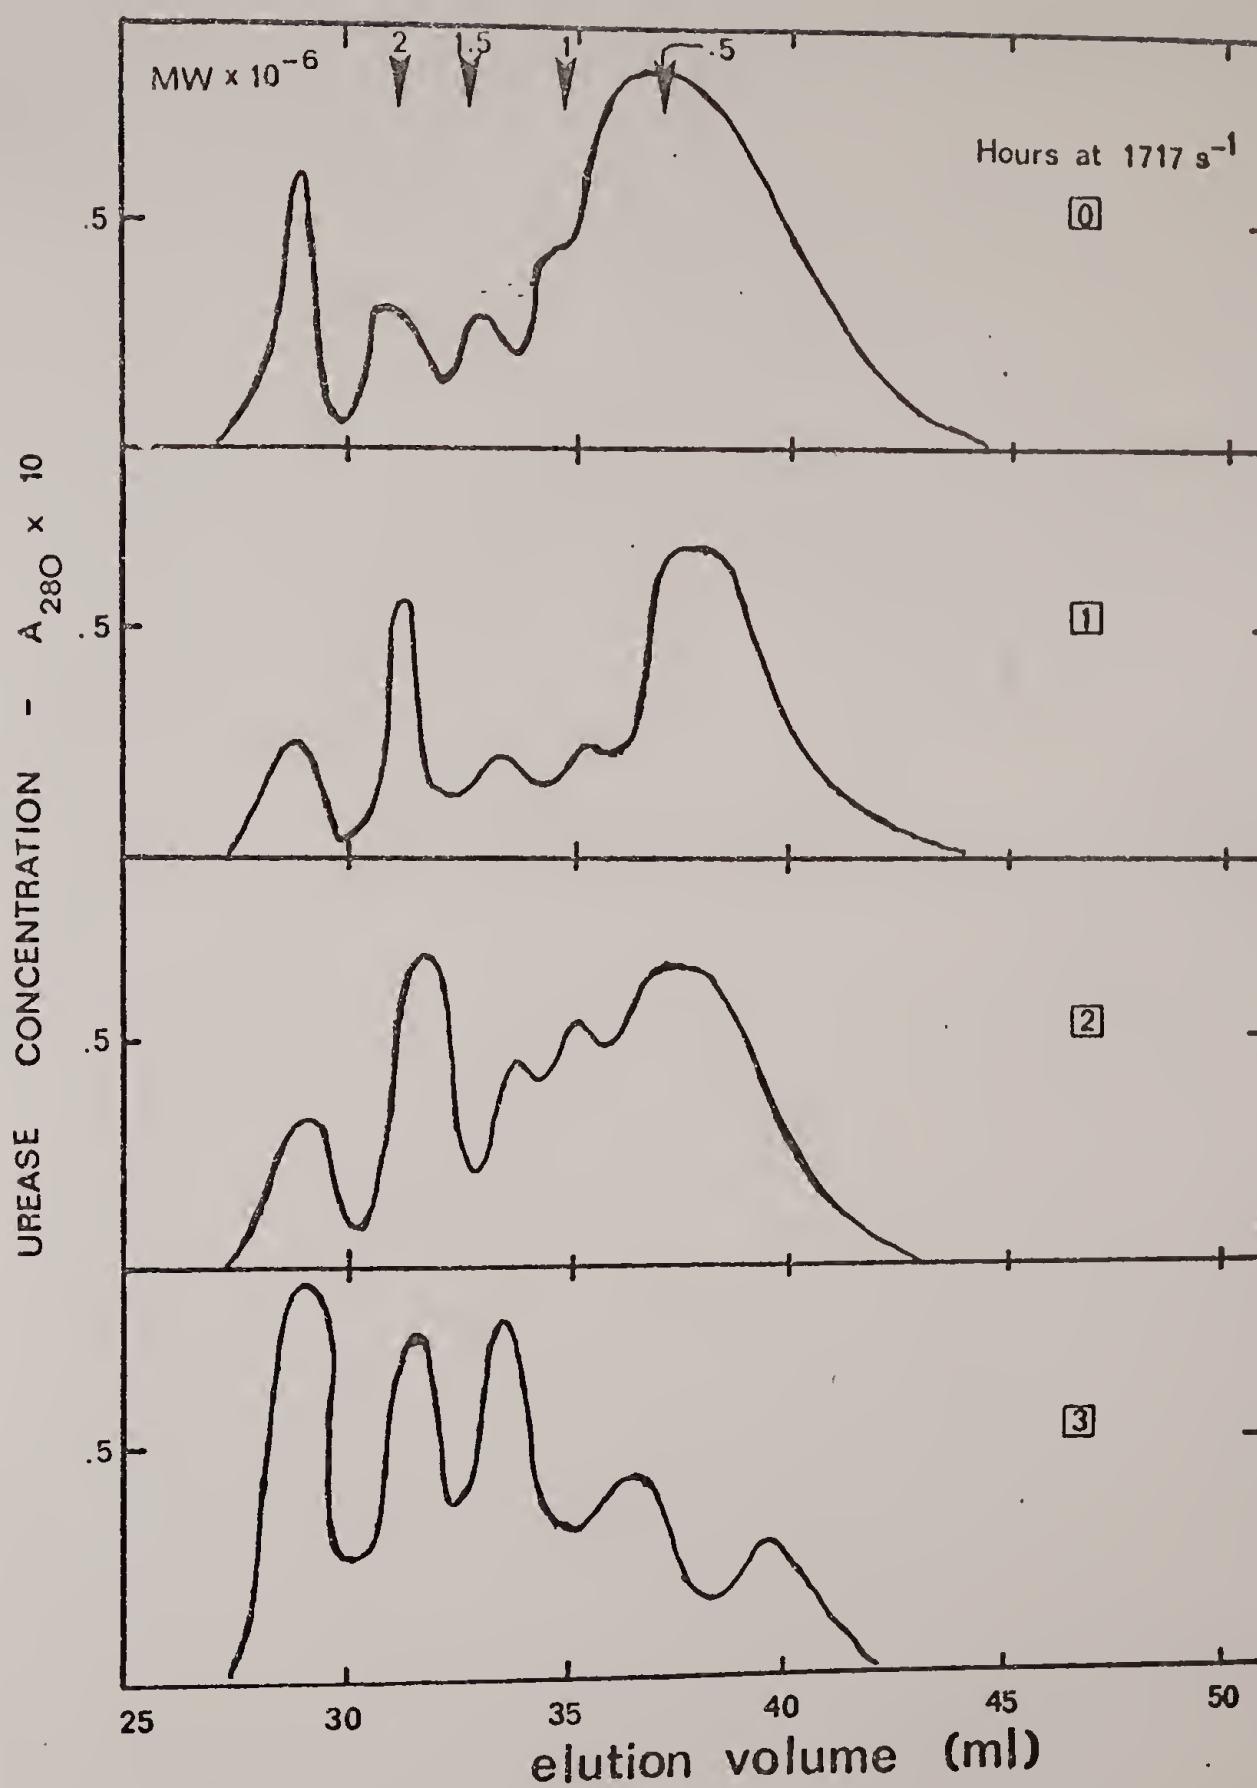 2 1.5 1 .5
MW x 10⁻⁶
Hours at 1717 s⁻¹
.5 0
.5 1
.5 2
.5 3
UREASE CONCENTRATION - A₂₈₀ x 10
25 30 35 40 45 50
elution volume (ml)